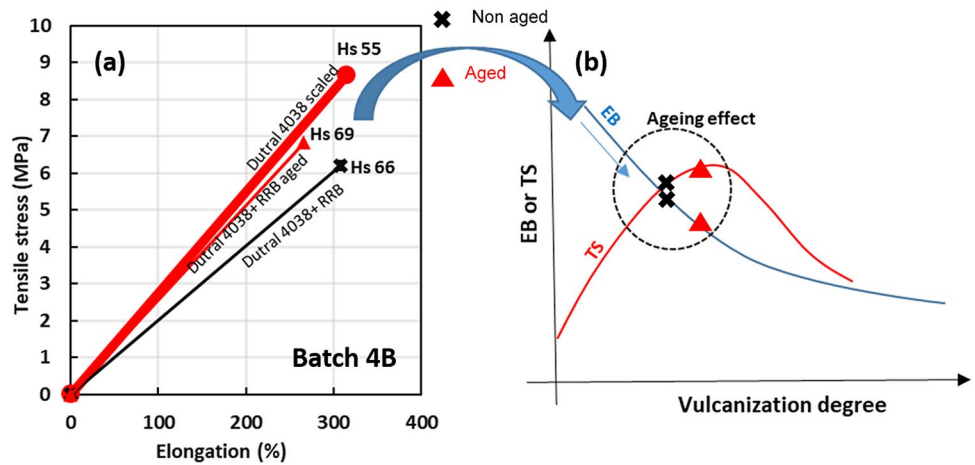 (a)
Tensile stress (MPa)
10
9
8
7
6
5
4
3
2
1
0
0
100
200
300
400
Elongation (%)
Hs 55
Dutral 4038 scaled
Hs 69
Dutral 4038+ RRB aged
Hs 66
Dutral 4038+ RRB
Batch 4B
Non aged
Aged
(b)
EB or TS
EB
Ageing effect
TS
Vulcanization degree